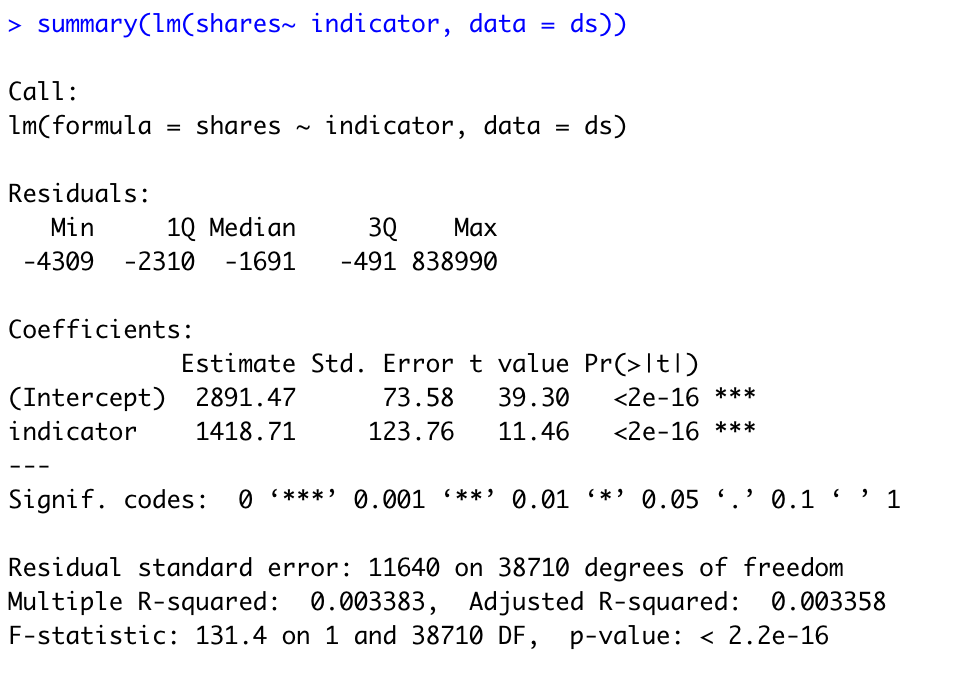 > summary(lm(shares~ indicator, data = ds))
Call:
lm(formula = shares ~ indicator, data = ds)
Residuals:
   Min     1Q Median     3Q    Max
 -4309  -2310  -1691   -491 838990
Coefficients:
            Estimate Std. Error t value Pr(>|t|)
(Intercept)  2891.47      73.58   39.30   <2e-16 ***
indicator    1418.71     123.76   11.46   <2e-16 ***
---
Signif. codes:  0 ‘***’ 0.001 ‘**’ 0.01 ‘*’ 0.05 ‘.’ 0.1 ‘ ’ 1
Residual standard error: 11640 on 38710 degrees of freedom
Multiple R-squared:  0.003383,	Adjusted R-squared:  0.003358
F-statistic: 131.4 on 1 and 38710 DF,  p-value: < 2.2e-16